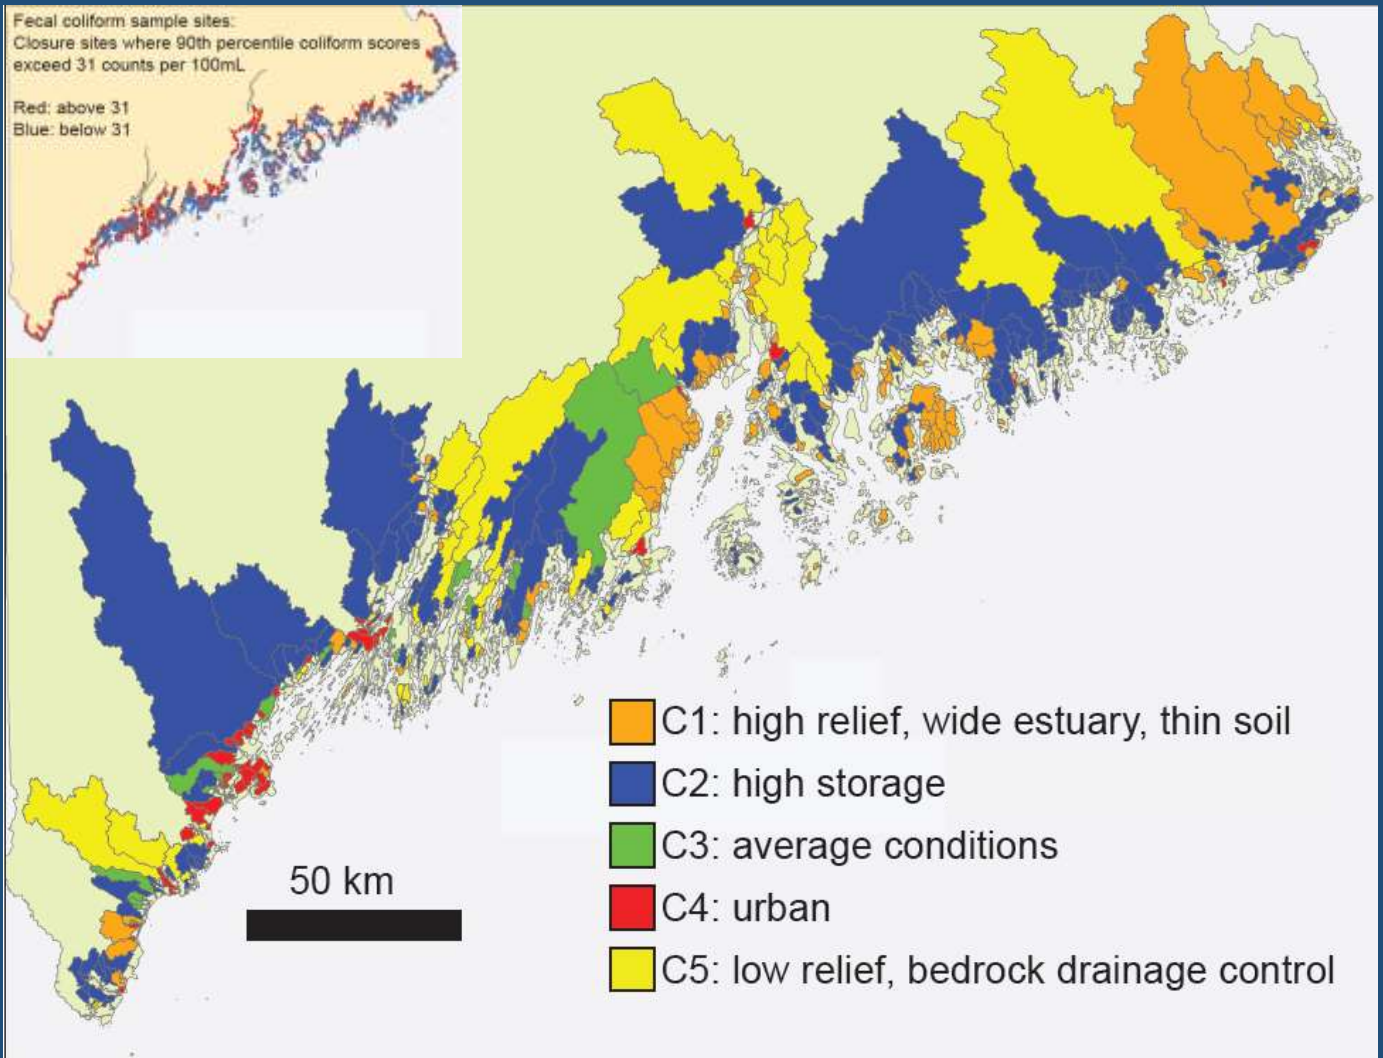 Fecal coliform sample sites:
Closure sites where 90th percentile coliform scores
exceed 31 counts per 100mL
Red: above 31
Blue: below 31
C1: high relief, wide estuary, thin soil
C2: high storage
C3: average conditions
50 km
C4: urban
C5: low relief, bedrock drainage control